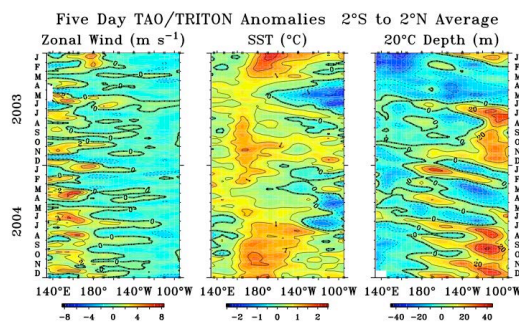 Five Day TAO/TRITON Anomalies 2°S to 2°N Average
Zonal Wind (m s⁻¹) SST (°C) 20°C Depth (m)
2003
J
F
M
A
M
J
J
A
S
O
N
D
2004
J
F
M
A
M
J
J
A
S
O
N
D
140°E 180° 140°W 100°W 140°E 180° 140°W 100°W 140°E 180° 140°W 100°W
-8 -4 0 4 8 -2 -1 0 1 2 -40 -20 0 20 40